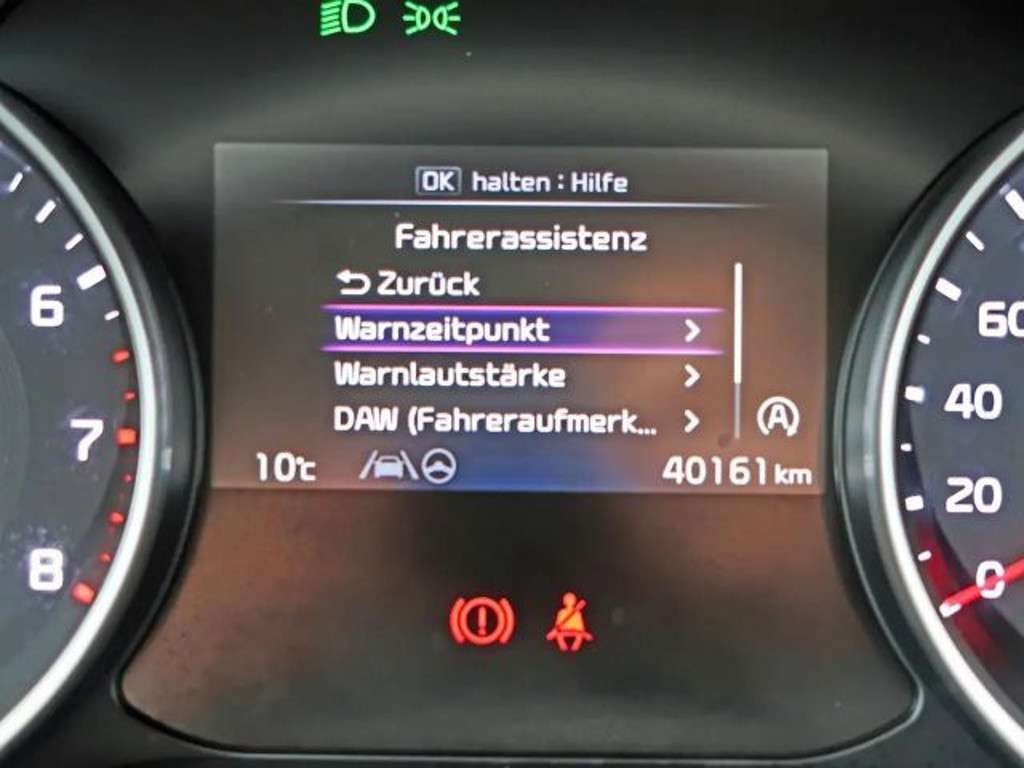 OK halten : Hilfe
Fahrerassistenz
Zurück
Warnzeitpunkt
Warnlautstärke
DAW (Fahreraufmerk...
A
10°C
40161 km
6
7
8
60
40
20
0